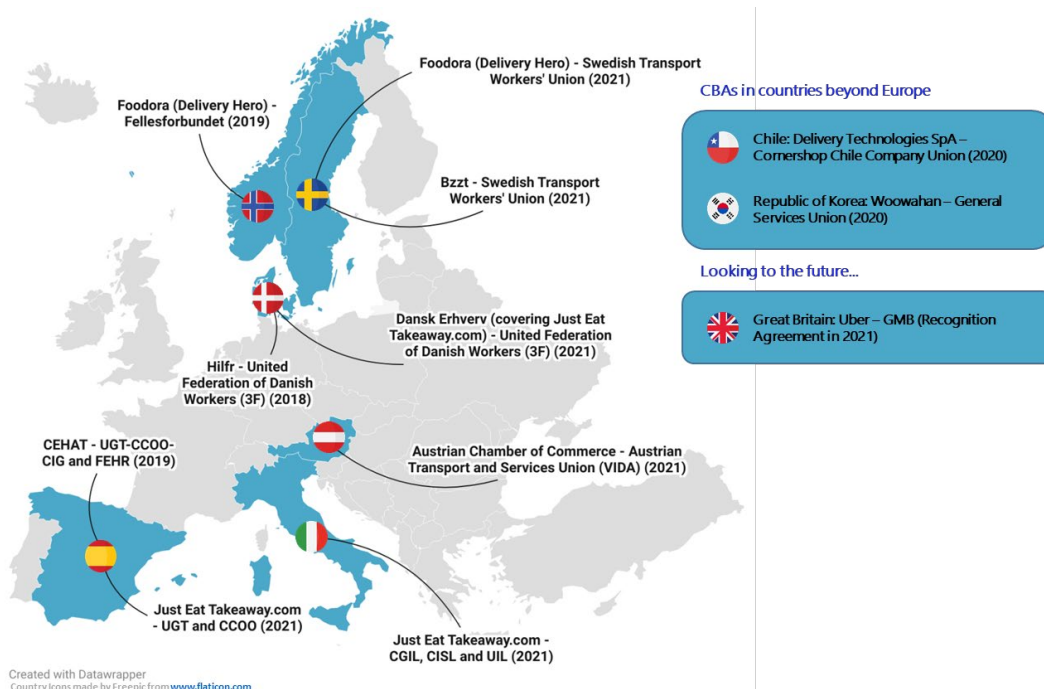 Foodora (Delivery Hero) - Swedish Transport
Workers' Union (2021)
Foodora (Delivery Hero) -
Fellesforbundet (2019)
Bzzt - Swedish Transport
Workers' Union (2021)
Dansk Erhverv (covering Just Eat
Takeaway.com) - United Federation
of Danish Workers (3F) (2021)
Hilfr - United
Federation of Danish
Workers (3F) (2018)
CEHAT - UGT-CCOO-
CIG and FEHR (2019)
Austrian Chamber of Commerce - Austrian
Transport and Services Union (VIDA) (2021)
Just Eat Takeaway.com
- UGT and CCOO (2021)
Just Eat Takeaway.com -
CGIL, CISL and UIL (2021)
Created with Datawrapper
Country Icons made by Freepic from www.flaticon.com
CBAs in countries beyond Europe
Chile: Delivery Technologies SpA –
Cornershop Chile Company Union (2020)
Republic of Korea: Woowahan – General
Services Union (2020)
Looking to the future...
Great Britain: Uber – GMB (Recognition
Agreement in 2021)